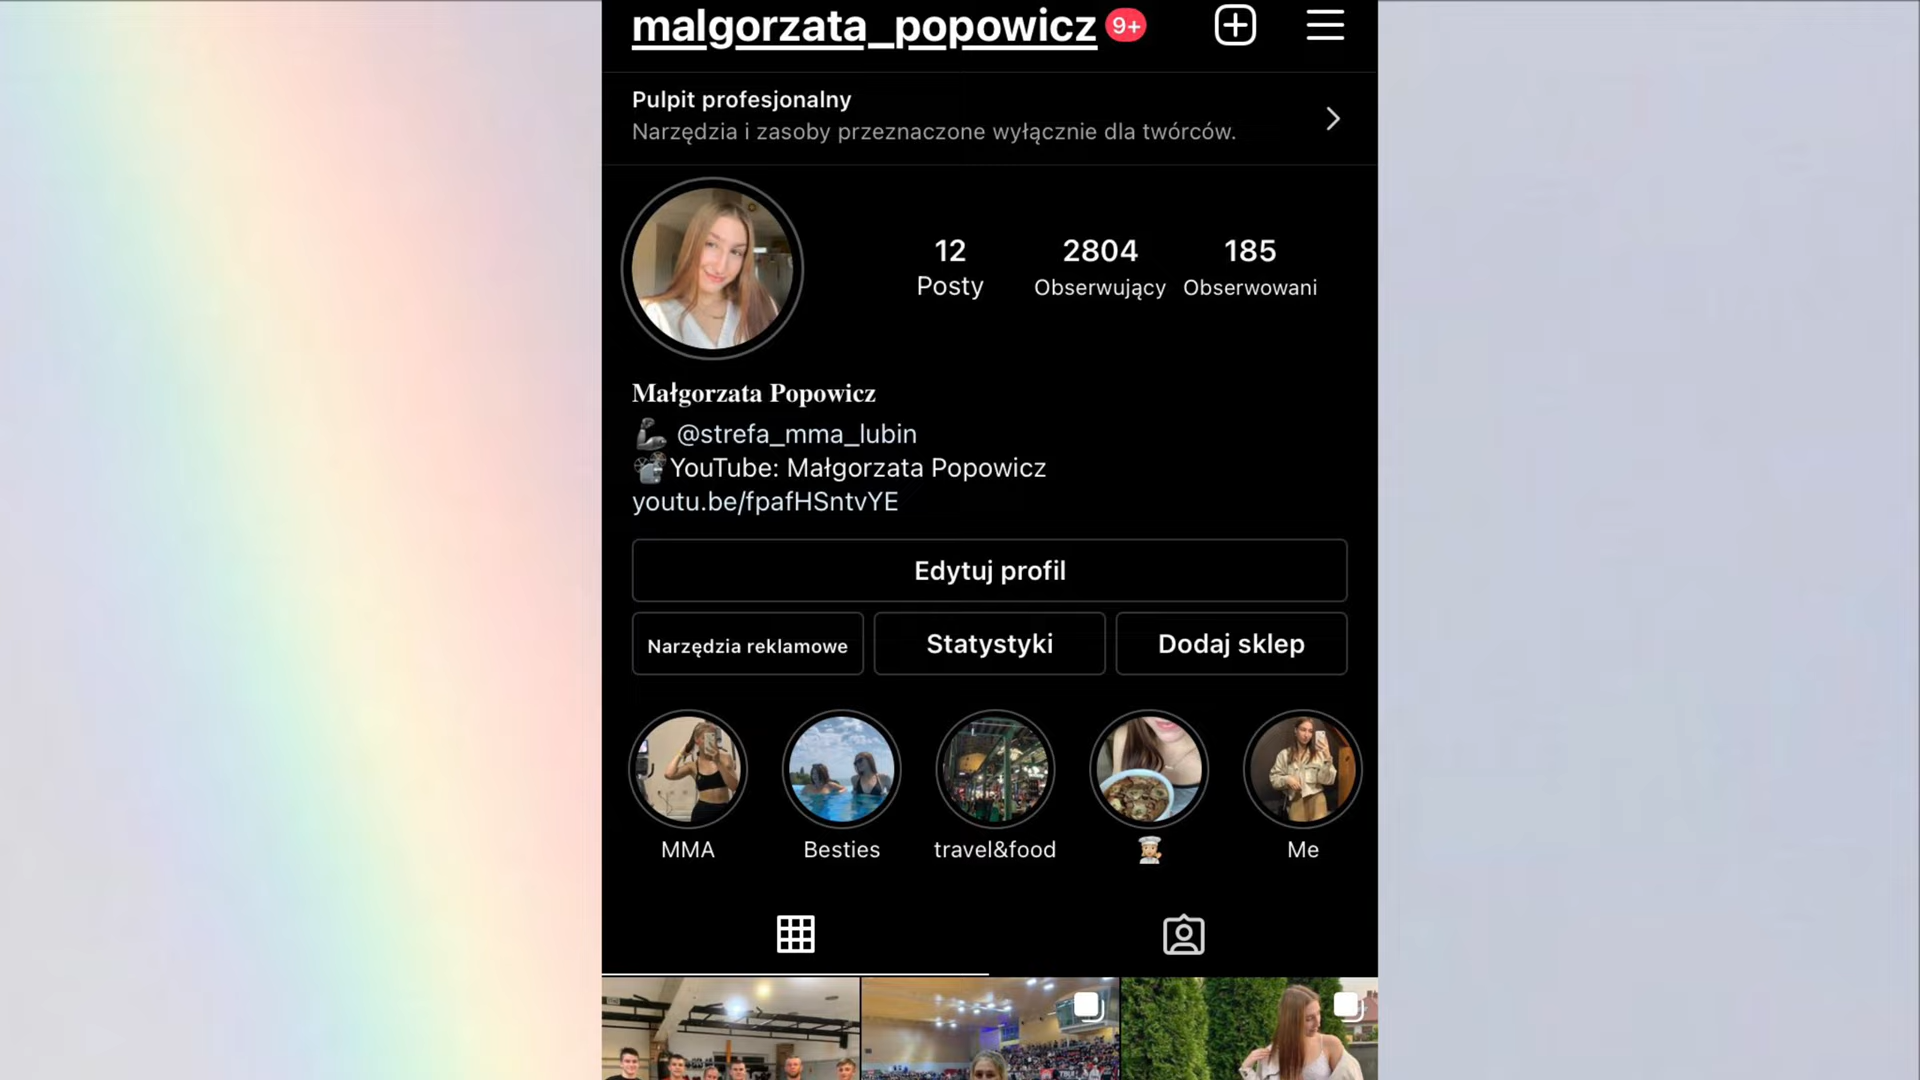 malgorzata_popowicz 9+
Pulpit profesjonalny
Narzędzia i zasoby przeznaczone wyłącznie dla twórców.
12 2804 185
Posty Obserwujący Obserwowani
Małgorzata Popowicz
@strefa_mma_lubin
YouTube: Małgorzata Popowicz
youtu.be/fpafHSntvYE
Edytuj profil
Narzędzia reklamowe Statystyki Dodaj sklep
MMA Besties travel&food Me